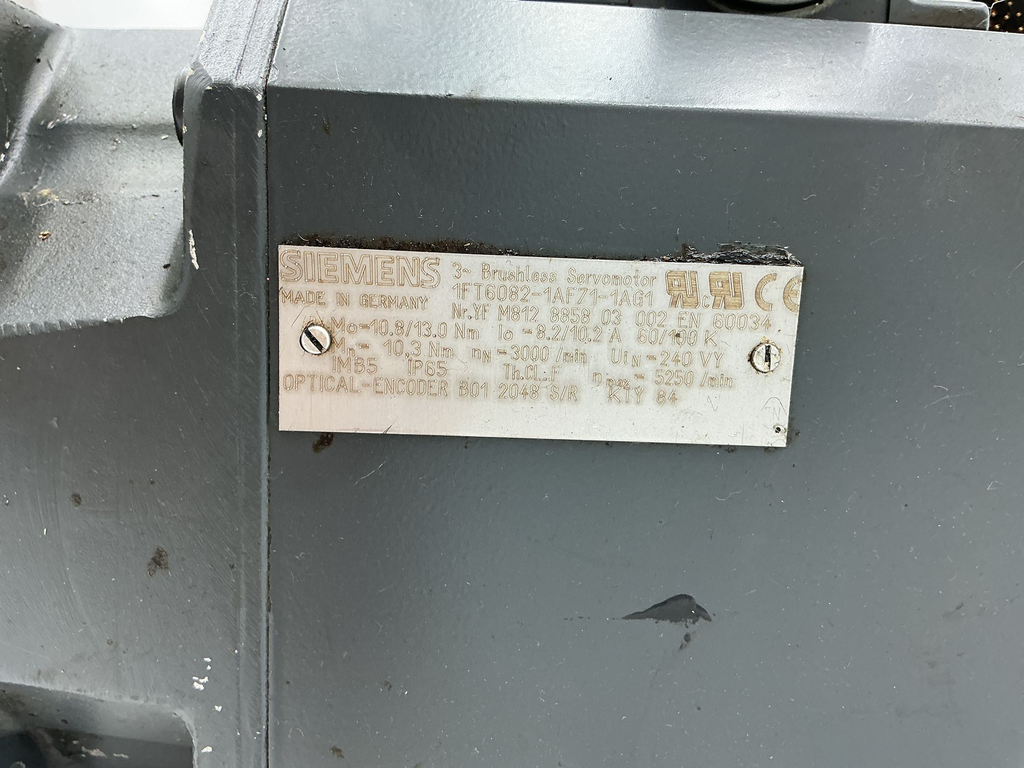 SIEMENS 3~ Brushless Servomotor
MADE IN GERMANY 1FT6082-1AF71-1AG1
Nr.YF M812 8858 03 002 EN 60034
Mo=10.8/13.0 Nm Io=8.2/10.2 A 60/100 K
Mn= 10,3 Nm nN=3000/min UiN=240 VY
IMB5 IP65 Th.CL.:F nmax= 5250/min
OPTICAL-ENCODER B01 2048 S/R KTY 84